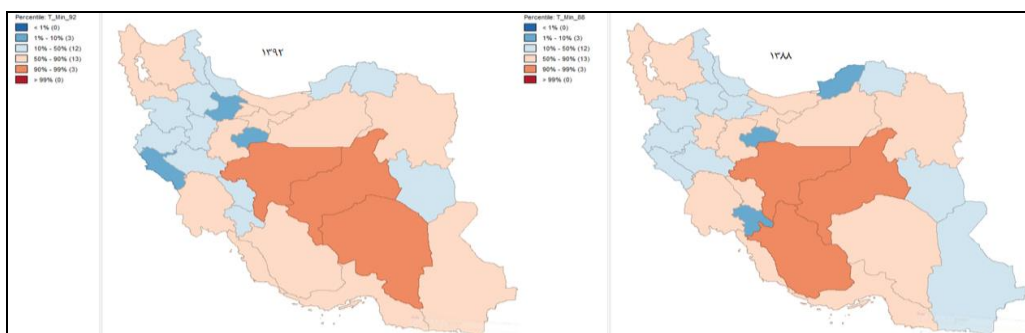 Percentile: T_Min_92
< 1% (0)
1% - 10% (3)
10% - 50% (12)
50% - 90% (13)
90% - 99% (3)
> 99% (0)
۱۳۹۲
Percentile: T_Min_88
< 1% (0)
1% - 10% (3)
10% - 50% (12)
50% - 90% (13)
90% - 99% (3)
> 99% (0)
۱۳۸۸